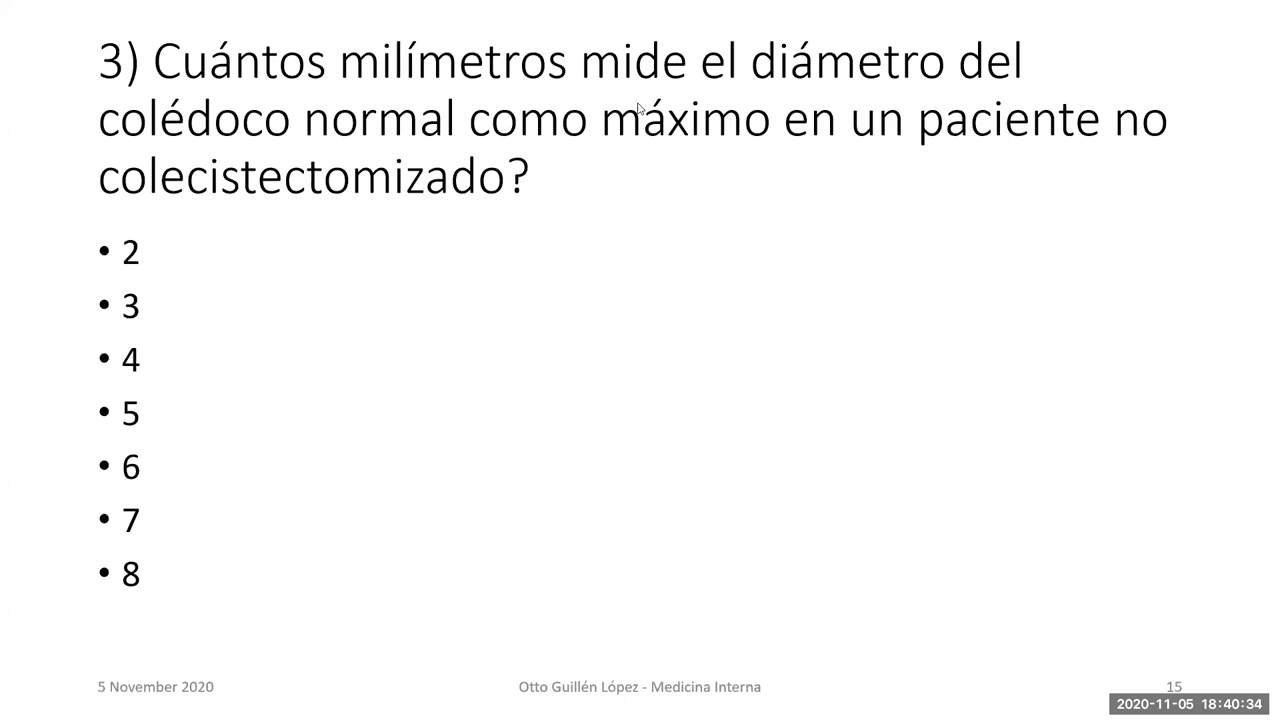 3) Cuántos milímetros mide el diámetro del
colédoco normal como máximo en un paciente no
colecistectomizado?
• 2
• 3
• 4
• 5
• 6
• 7
• 8
5 November 2020
Otto Guillén López - Medicina Interna
15
2020-11-05 18:40:34